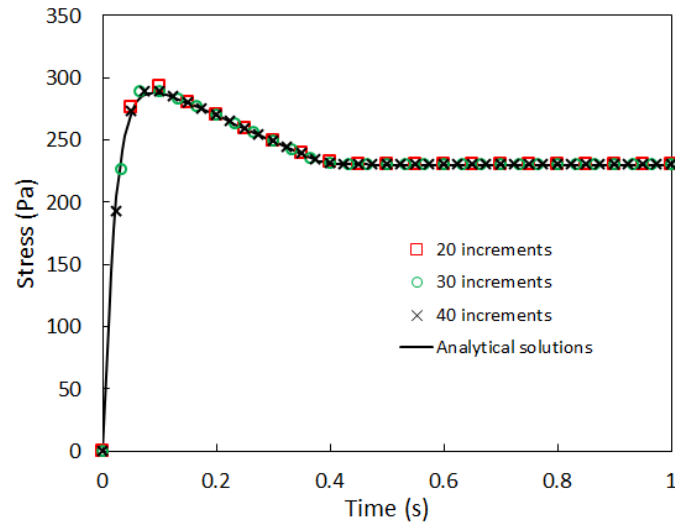 350
300
250
200
150
100
50
0
Stress (Pa)
20 increments
30 increments
40 increments
Analytical solutions
0 0.2 0.4 0.6 0.8 1
Time (s)